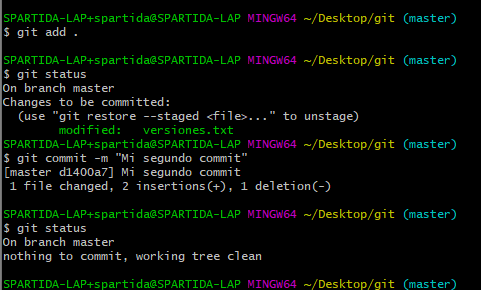 SPARTIDA-LAP+spartida@SPARTIDA-LAP MINGW64 ~/Desktop/git (master)
$ git add .
SPARTIDA-LAP+spartida@SPARTIDA-LAP MINGW64 ~/Desktop/git (master)
$ git status
On branch master
Changes to be committed:
  (use "git restore --staged <file>..." to unstage)
        modified:   versiones.txt
SPARTIDA-LAP+spartida@SPARTIDA-LAP MINGW64 ~/Desktop/git (master)
$ git commit -m "Mi segundo commit"
[master d1400a7] Mi segundo commit
 1 file changed, 2 insertions(+), 1 deletion(-)
SPARTIDA-LAP+spartida@SPARTIDA-LAP MINGW64 ~/Desktop/git (master)
$ git status
On branch master
nothing to commit, working tree clean
SPARTIDA-LAP+spartida@SPARTIDA-LAP MINGW64 ~/Desktop/git (master)